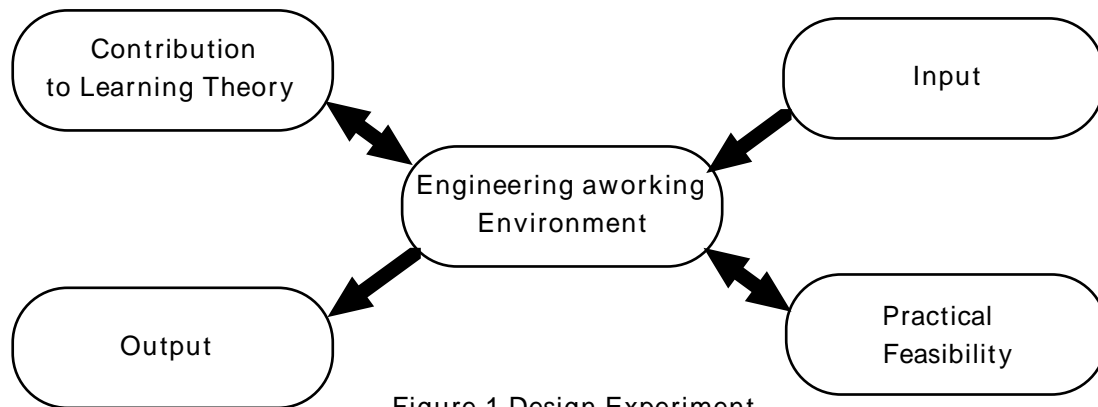 Contribution
to Learning Theory
Input
Engineering aworking
Environment
Output
Practical
Feasibility
Figure 1 Design Experiment